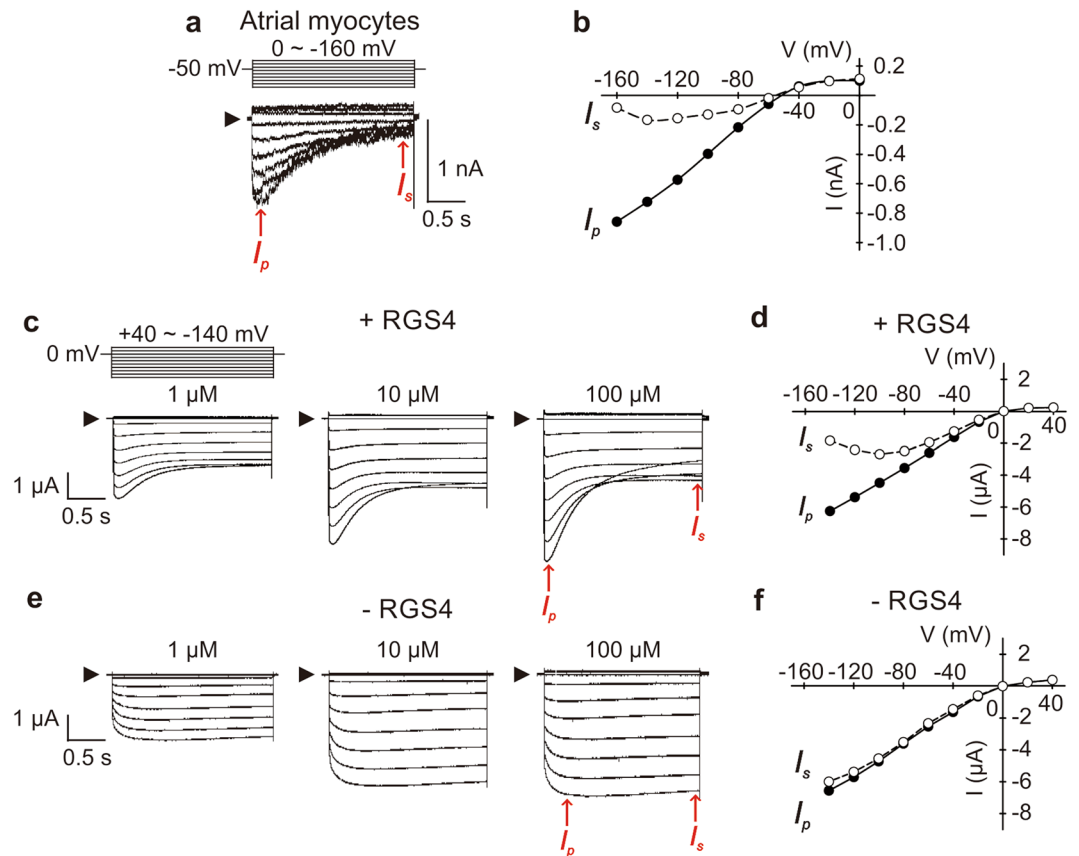 a
Atrial myocytes
0 ~ -160 mV
-50 mV
Ip
Is
1 nA
0.5 s
b
V (mV)
-160 -120 -80
-40 0
0.2
-0.2
-0.4
-0.6
-0.8
-1.0
I (nA)
Is
Ip
c
+40 ~ -140 mV
0 mV
+ RGS4
1 µM
10 µM
100 µM
1 µA
0.5 s
Ip
Is
d
+ RGS4
V (mV)
-160 -120 -80 -40
0 40
2
-2
-4
-6
-8
I (µA)
Is
Ip
e
- RGS4
1 µM
10 µM
100 µM
1 µA
0.5 s
Ip
Is
f
- RGS4
V (mV)
-160 -120 -80 -40
0 40
2
-2
-4
-6
-8
I (µA)
Is
Ip